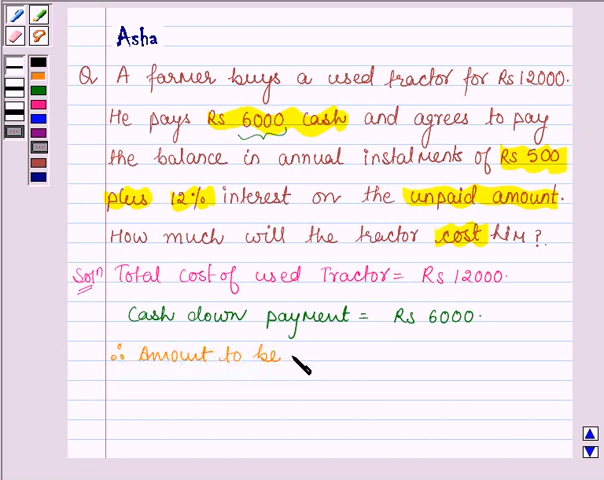 Asha
Q A farmer buys a used tractor for Rs 12000.
He pays Rs 6000 cash and agrees to pay
the balance in annual instalments of Rs 500
plus 12% interest on the unpaid amount.
How much will the tractor cost him?
Soln Total cost of used Tractor = Rs 12000.
Cash down payment = Rs 6000.
∴ Amount to be